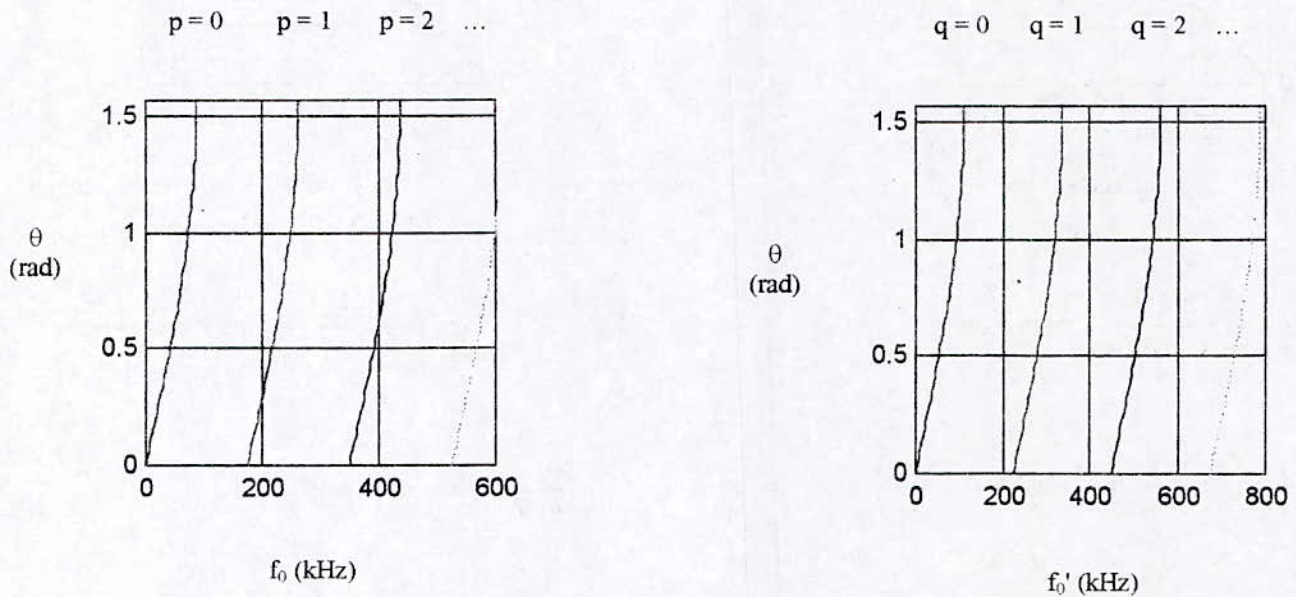 p = 0 p = 1 p = 2 ...
1.5
1
0.5
0
θ
(rad)
0 200 400 600
f₀ (kHz)
q = 0 q = 1 q = 2 ...
1.5
1
0.5
0
θ
(rad)
0 200 400 600 800
f₀' (kHz)